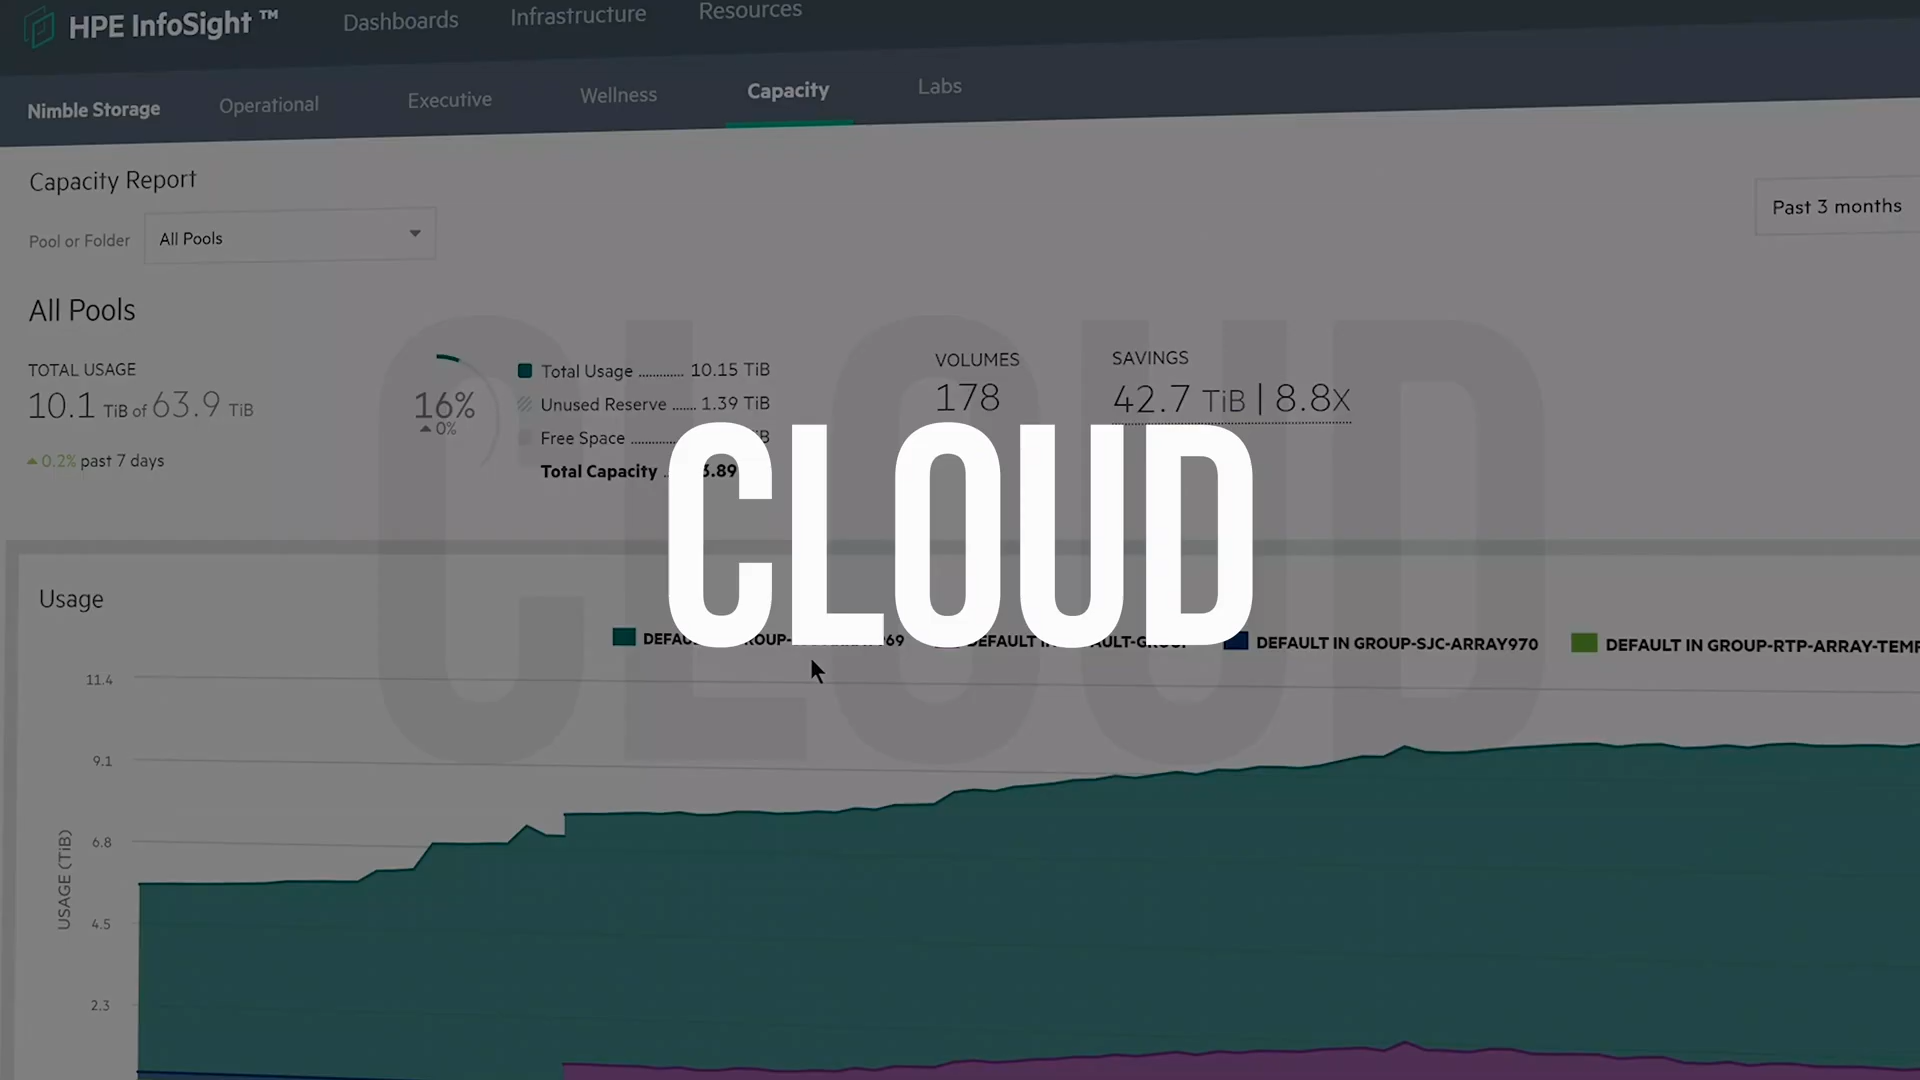 HPE InfoSight ™ Dashboards Infrastructure Resources
Nimble Storage Operational Executive Wellness Capacity Labs
Capacity Report
Pool or Folder All Pools
Past 3 months
All Pools
TOTAL USAGE
10.1 TiB of 63.9 TiB
0.2% past 7 days
16%
0%
Total Usage ............ 10.15 TiB
Unused Reserve ....... 1.39 TiB
Free Space
Total Capacity
VOLUMES
178
SAVINGS
42.7 TiB | 8.8X
CLOUD
CLOUD
Usage
DEFAULT IN GROUP-SJC-ARRAY970
DEFAULT IN GROUP-RTP-ARRAY-TEMP
USAGE (TiB)
11.4
9.1
6.8
4.5
2.3